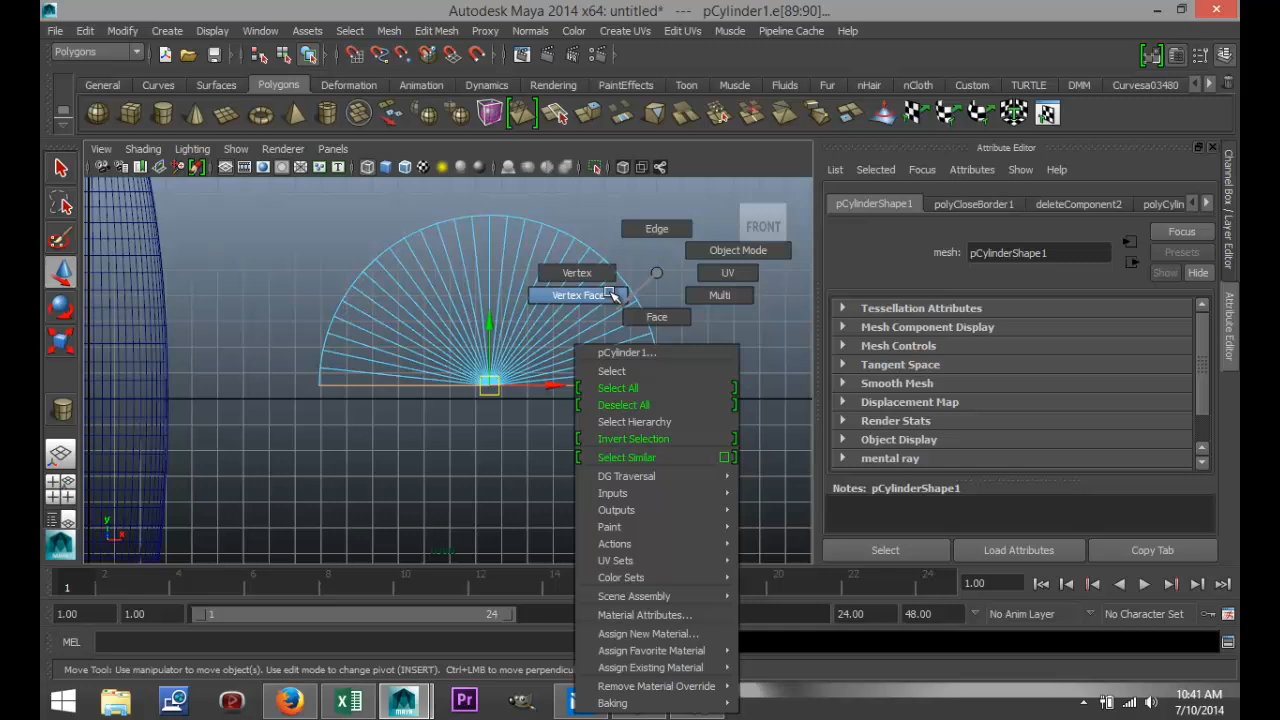 Autodesk Maya 2014 x64: untitled* --- pCylinder1.e[89:90]...
File Edit Modify Create Display Window Assets Select Mesh Edit Mesh Proxy Normals Color Create UVs Edit UVs Muscle Pipeline Cache Help
Polygons
General Curves Surfaces Polygons Deformation Animation Dynamics Rendering PaintEffects Toon Muscle Fluids Fur nHair nCloth Custom TURTLE DMM Curvesa03480
View Shading Lighting Show Renderer Panels
Attribute Editor
List Selected Focus Attributes Show Help
pCylinderShape1 polyCloseBorder1 deleteComponent2 polyCylin
Edge
FRONT
Object Mode
Vertex
UV
Vertex Face
Multi
Face
Focus
mesh: pCylinderShape1
Presets
Show Hide
Channel Box / Layer Editor
Attribute Editor
Tessellation Attributes
Mesh Component Display
Mesh Controls
Tangent Space
Smooth Mesh
Displacement Map
Render Stats
Object Display
mental ray
Notes: pCylinderShape1
Select Load Attributes Copy Tab
pCylinder1...
Select
Select All
Deselect All
Select Hierarchy
Invert Selection
Select Similar
DG Traversal
Inputs
Outputs
Paint
Actions
UV Sets
Color Sets
Scene Assembly
Material Attributes...
Assign New Material...
Assign Favorite Material
Assign Existing Material
Remove Material Override
Baking
y
x
2 4 6 8 10 12 14 18 20 22 24
1
1.00
1.00 1.00 1 24 24.00 48.00 No Anim Layer No Character Set
MEL
Move Tool: Use manipulator to move object(s). Use edit mode to change pivot (INSERT). Ctrl+LMB to move perpendicu
Pr
10:41 AM
7/10/2014